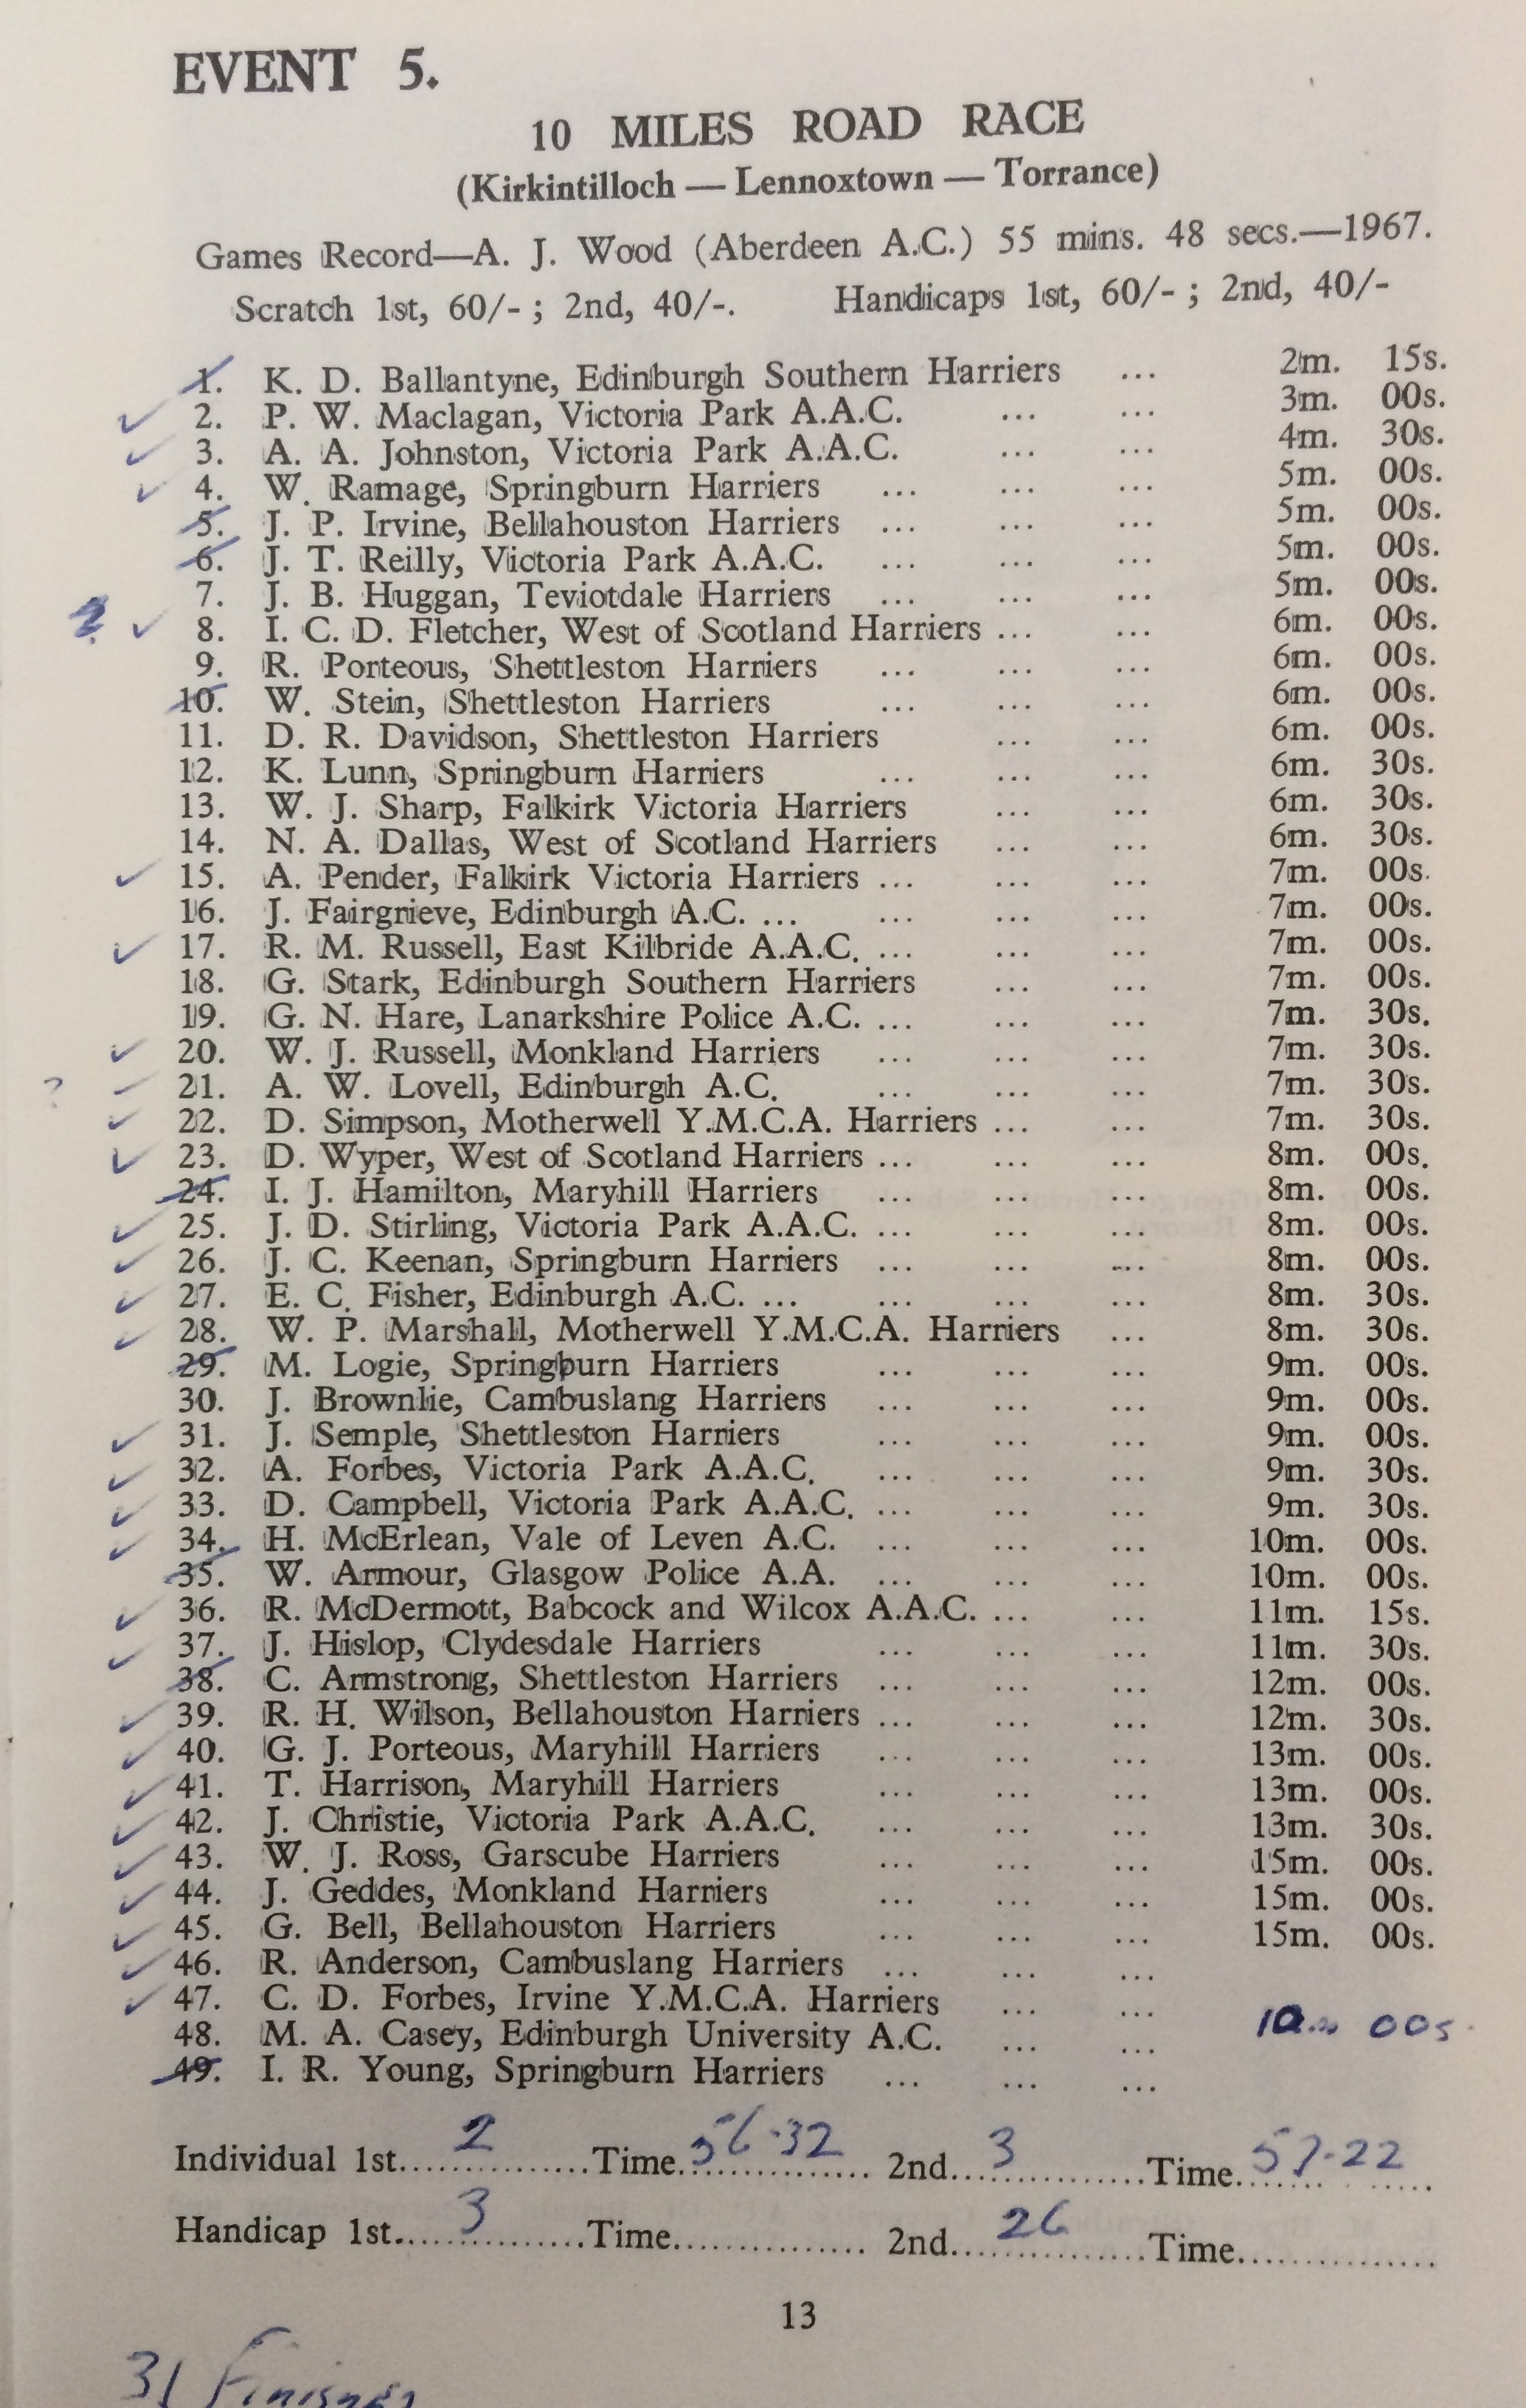 EVENT 5.
10 MILES ROAD RACE
(Kirkintilloch — Lennoxtown — Torrance)
Games Record—A. J. Wood (Aberdeen A.C.) 55 mins. 48 secs.—1967.
Scratch 1st, 60/- ; 2nd, 40/-. Handicaps 1st, 60/- ; 2nd, 40/-
1. K. D. Ballantyne, Edinburgh Southern Harriers ... 2m. 15s.
2. P. W. Maclagan, Victoria Park A.A.C. ... ... 3m. 00s.
3. A. A. Johnston, Victoria Park A.A.C. ... ... 4m. 30s.
4. W. Ramage, Springburn Harriers ... ... ... 5m. 00s.
5. J. P. Irvine, Bellahouston Harriers ... ... ... 5m. 00s.
6. J. T. Reilly, Victoria Park A.A.C. ... ... ... 5m. 00s.
7. J. B. Huggan, Teviotdale Harriers ... ... ... 5m. 00s.
? 8. I. C. D. Fletcher, West of Scotland Harriers ... ... 6m. 00s.
9. R. Porteous, Shettleston Harriers ... ... ... 6m. 00s.
10. W. Stein, Shettleston Harriers ... ... ... 6m. 00s.
11. D. R. Davidson, Shettleston Harriers ... ... 6m. 00s.
12. K. Lunn, Springburn Harriers ... ... ... 6m. 30s.
13. W. J. Sharp, Falkirk Victoria Harriers ... ... 6m. 30s.
14. N. A. Dallas, West of Scotland Harriers ... ... 6m. 30s.
15. A. Pender, Falkirk Victoria Harriers ... ... ... 7m. 00s.
16. J. Fairgrieve, Edinburgh A.C. ... ... ... ... 7m. 00s.
17. R. M. Russell, East Kilbride A.A.C. ... ... ... 7m. 00s.
18. G. Stark, Edinburgh Southern Harriers ... ... 7m. 00s.
19. G. N. Hare, Lanarkshire Police A.C. ... ... ... 7m. 30s.
20. W. J. Russell, Monkland Harriers ... ... ... 7m. 30s.
? 21. A. W. Lovell, Edinburgh A.C. ... ... ... 7m. 30s.
22. D. Simpson, Motherwell Y.M.C.A. Harriers ... ... 7m. 30s.
23. D. Wyper, West of Scotland Harriers ... ... ... 8m. 00s.
24. I. J. Hamilton, Maryhill Harriers ... ... ... 8m. 00s.
25. J. D. Stirling, Victoria Park A.A.C. ... ... ... 8m. 00s.
26. J. C. Keenan, Springburn Harriers ... ... ... 8m. 00s.
27. E. C. Fisher, Edinburgh A.C. ... ... ... ... 8m. 30s.
28. W. P. Marshall, Motherwell Y.M.C.A. Harriers ... 8m. 30s.
29. M. Logie, Springburn Harriers ... ... ... 9m. 00s.
30. J. Brownlie, Cambuslang Harriers ... ... ... 9m. 00s.
31. J. Semple, Shettleston Harriers ... ... ... 9m. 00s.
32. A. Forbes, Victoria Park A.A.C. ... ... ... 9m. 30s.
33. D. Campbell, Victoria Park A.A.C. ... ... ... 9m. 30s.
34. H. McErlean, Vale of Leven A.C. ... ... ... 10m. 00s.
35. W. Armour, Glasgow Police A.A. ... ... ... 10m. 00s.
36. R. McDermott, Babcock and Wilcox A.A.C. ... ... 11m. 15s.
37. J. Hislop, Clydesdale Harriers ... ... ... 11m. 30s.
38. C. Armstrong, Shettleston Harriers ... ... ... 12m. 00s.
39. R. H. Wilson, Bellahouston Harriers ... ... ... 12m. 30s.
40. G. J. Porteous, Maryhill Harriers ... ... ... 13m. 00s.
41. T. Harrison, Maryhill Harriers ... ... ... 13m. 00s.
42. J. Christie, Victoria Park A.A.C. ... ... ... 13m. 30s.
43. W. J. Ross, Garscube Harriers ... ... ... 15m. 00s.
44. J. Geddes, Monkland Harriers ... ... ... 15m. 00s.
45. G. Bell, Bellahouston Harriers ... ... ... 15m. 00s.
46. R. Anderson, Cambuslang Harriers ... ... ...
47. C. D. Forbes, Irvine Y.M.C.A. Harriers ... ... 10m 00s.
48. M. A. Casey, Edinburgh University A.C. ... ...
49. I. R. Young, Springburn Harriers ... ... ...
Individual 1st....2....Time..56.32.... 2nd...3....Time..57.22....
Handicap 1st....3....Time............ 2nd....26....Time............
13
31 Finished